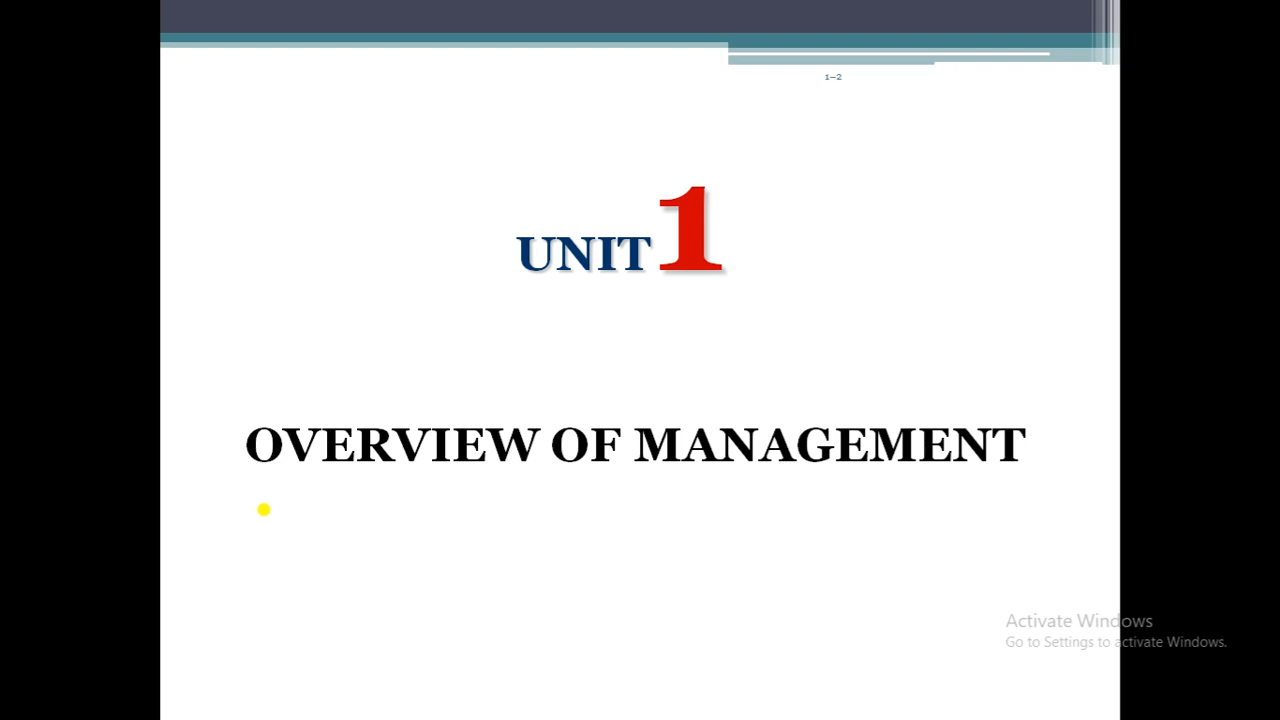 1–2
UNIT 1
OVERVIEW OF MANAGEMENT
Activate Windows
Go to Settings to activate Windows.